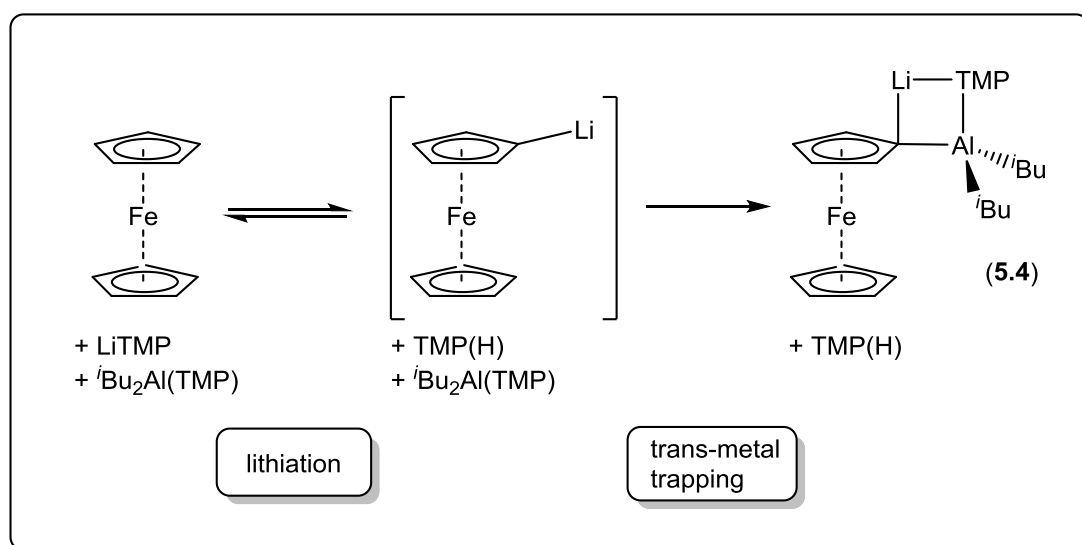 Li
TMP
Li
Al
iBu
iBu
Fe
Fe
Fe
(5.4)
+ LiTMP
+ iBu2Al(TMP)
+ TMP(H)
+ iBu2Al(TMP)
+ TMP(H)
lithiation
trans-metal
trapping